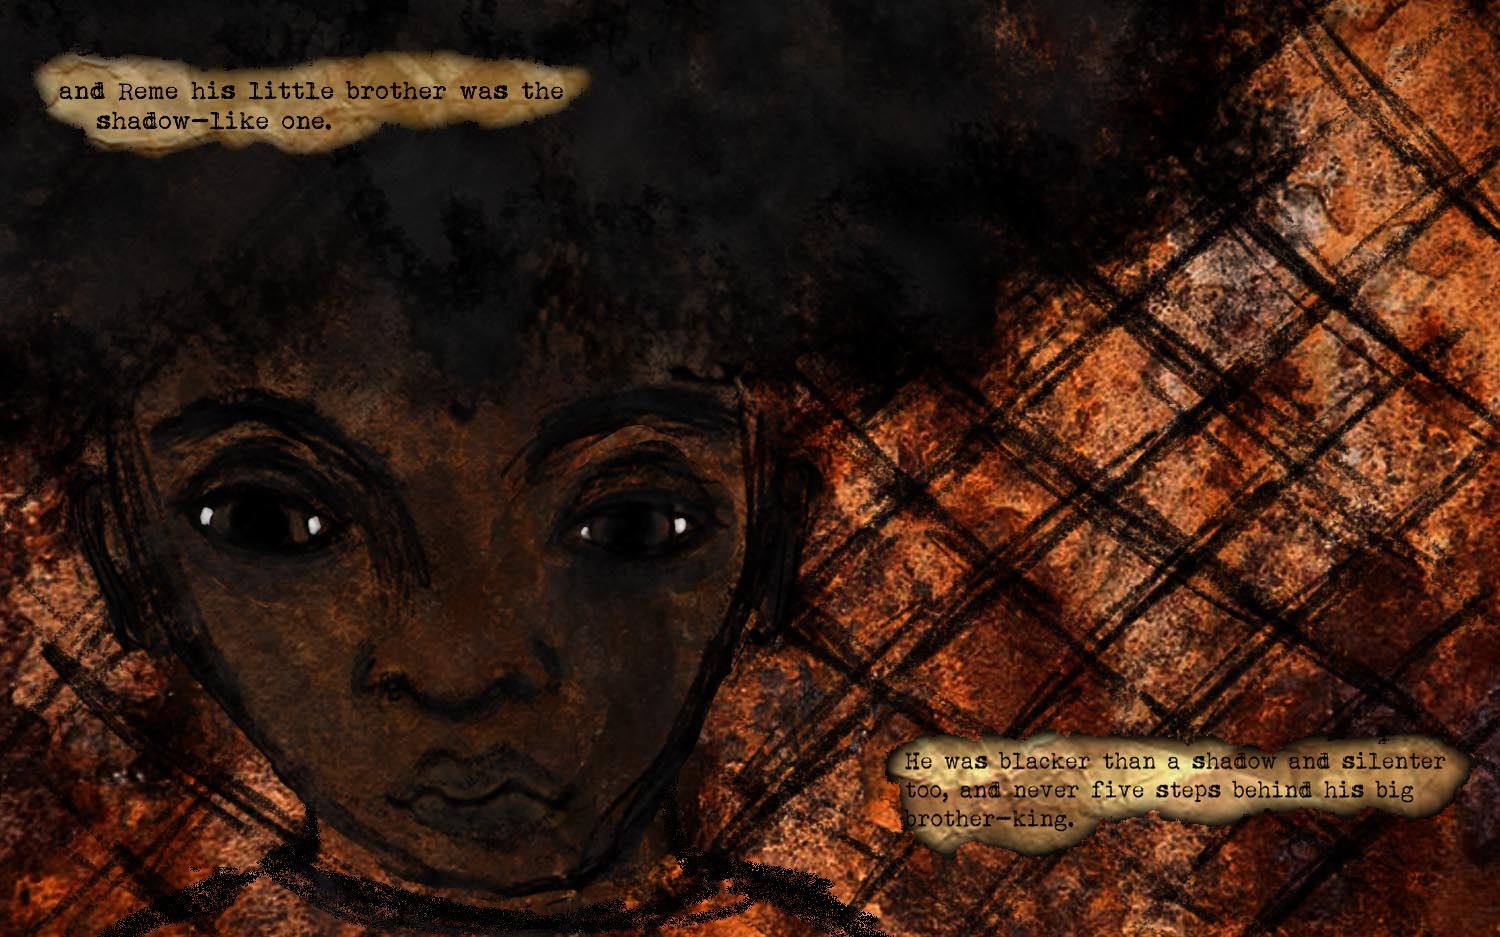 and Reme his little brother was the
shadow-like one.
He was blacker than a shadow and silenter
too, and never five steps behind his big
brother-king.